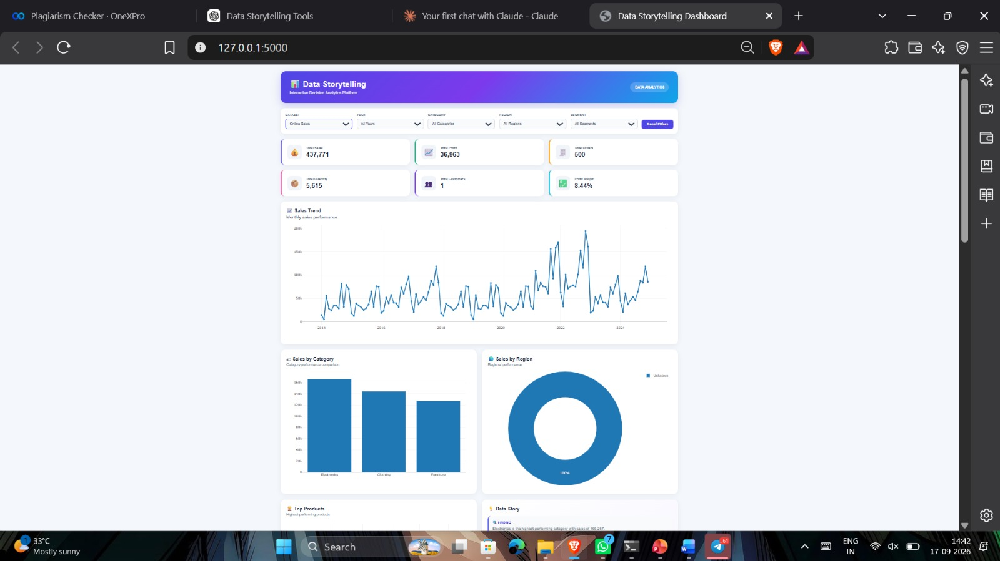 Plagiarism Checker · OneXPro
Data Storytelling Tools
Your first chat with Claude - Claude
Data Storytelling Dashboard
127.0.0.1:5000
Data Storytelling
Interactive Decision Analytics Platform
DATA ANALYTICS
DATASET YEAR CATEGORY REGION SEGMENT
Online Sales All Years All Categories All Regions All Segments Reset Filters
Total Sales
437,771
Total Profit
36,963
Total Orders
500
Total Quantity
5,615
Total Customers
1
Profit Margin
8.44%
Sales Trend
Monthly sales performance
200k
150k
100k
50k
0
2014 2016 2018 2020 2022 2024
Sales by Category
Category performance comparison
160k
140k
120k
100k
80k
60k
40k
20k
0
Electronics Clothing Furniture
Sales by Region
Regional performance
Unknown
100%
Top Products
Highest-performing products
Data Story
FINDING
Electronics is the highest-performing category with sales of 166,267.
1
33°C
Mostly sunny
Search
7
.61
ENG
IN
14:42
17-09-2026